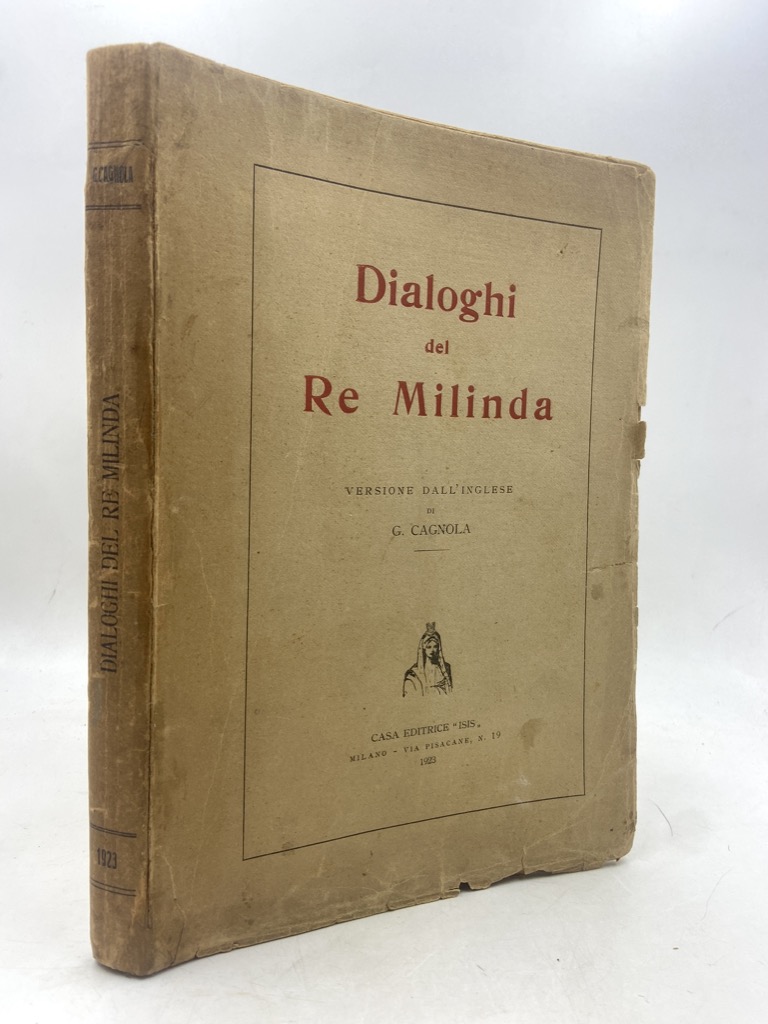 G. CAGNOLA
DIALOGHI DEL RE MILINDA
1923
Dialoghi
del
Re Milinda
VERSIONE DALL'INGLESE
DI
G. CAGNOLA
CASA EDITRICE "ISIS„
MILANO - VIA PISACANE, N. 19
1923